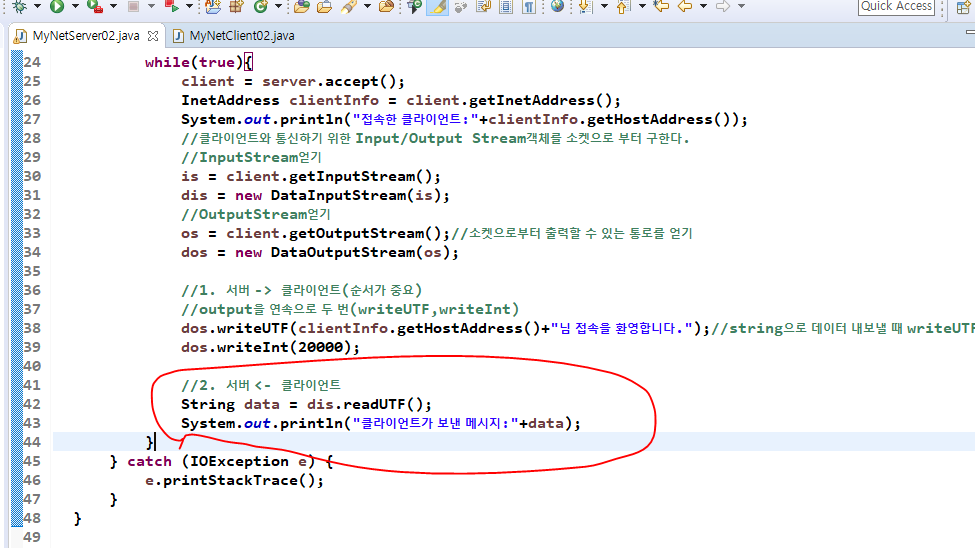 Quick Access
MyNetServer02.java
MyNetClient02.java
24 while(true){
25 client = server.accept();
26 InetAddress clientInfo = client.getInetAddress();
27 System.out.println("접속한 클라이언트:"+clientInfo.getHostAddress());
28 //클라이언트와 통신하기 위한 Input/Output Stream객체를 소켓으로 부터 구한다.
29 //InputStream얻기
30 is = client.getInputStream();
31 dis = new DataInputStream(is);
32 //OutputStream얻기
33 os = client.getOutputStream();//소켓으로부터 출력할 수 있는 통로를 얻기
34 dos = new DataOutputStream(os);
35
36 //1. 서버 -> 클라이언트(순서가 중요)
37 //output을 연속으로 두 번(writeUTF,writeInt)
38 dos.writeUTF(clientInfo.getHostAddress()+"님 접속을 환영합니다.");//string으로 데이터 내보낼 때 writeUTF
39 dos.writeInt(20000);
40
41 //2. 서버 <- 클라이언트
42 String data = dis.readUTF();
43 System.out.println("클라이언트가 보낸 메시지:"+data);
44 }
45 } catch (IOException e) {
46 e.printStackTrace();
47 }
48 }
49